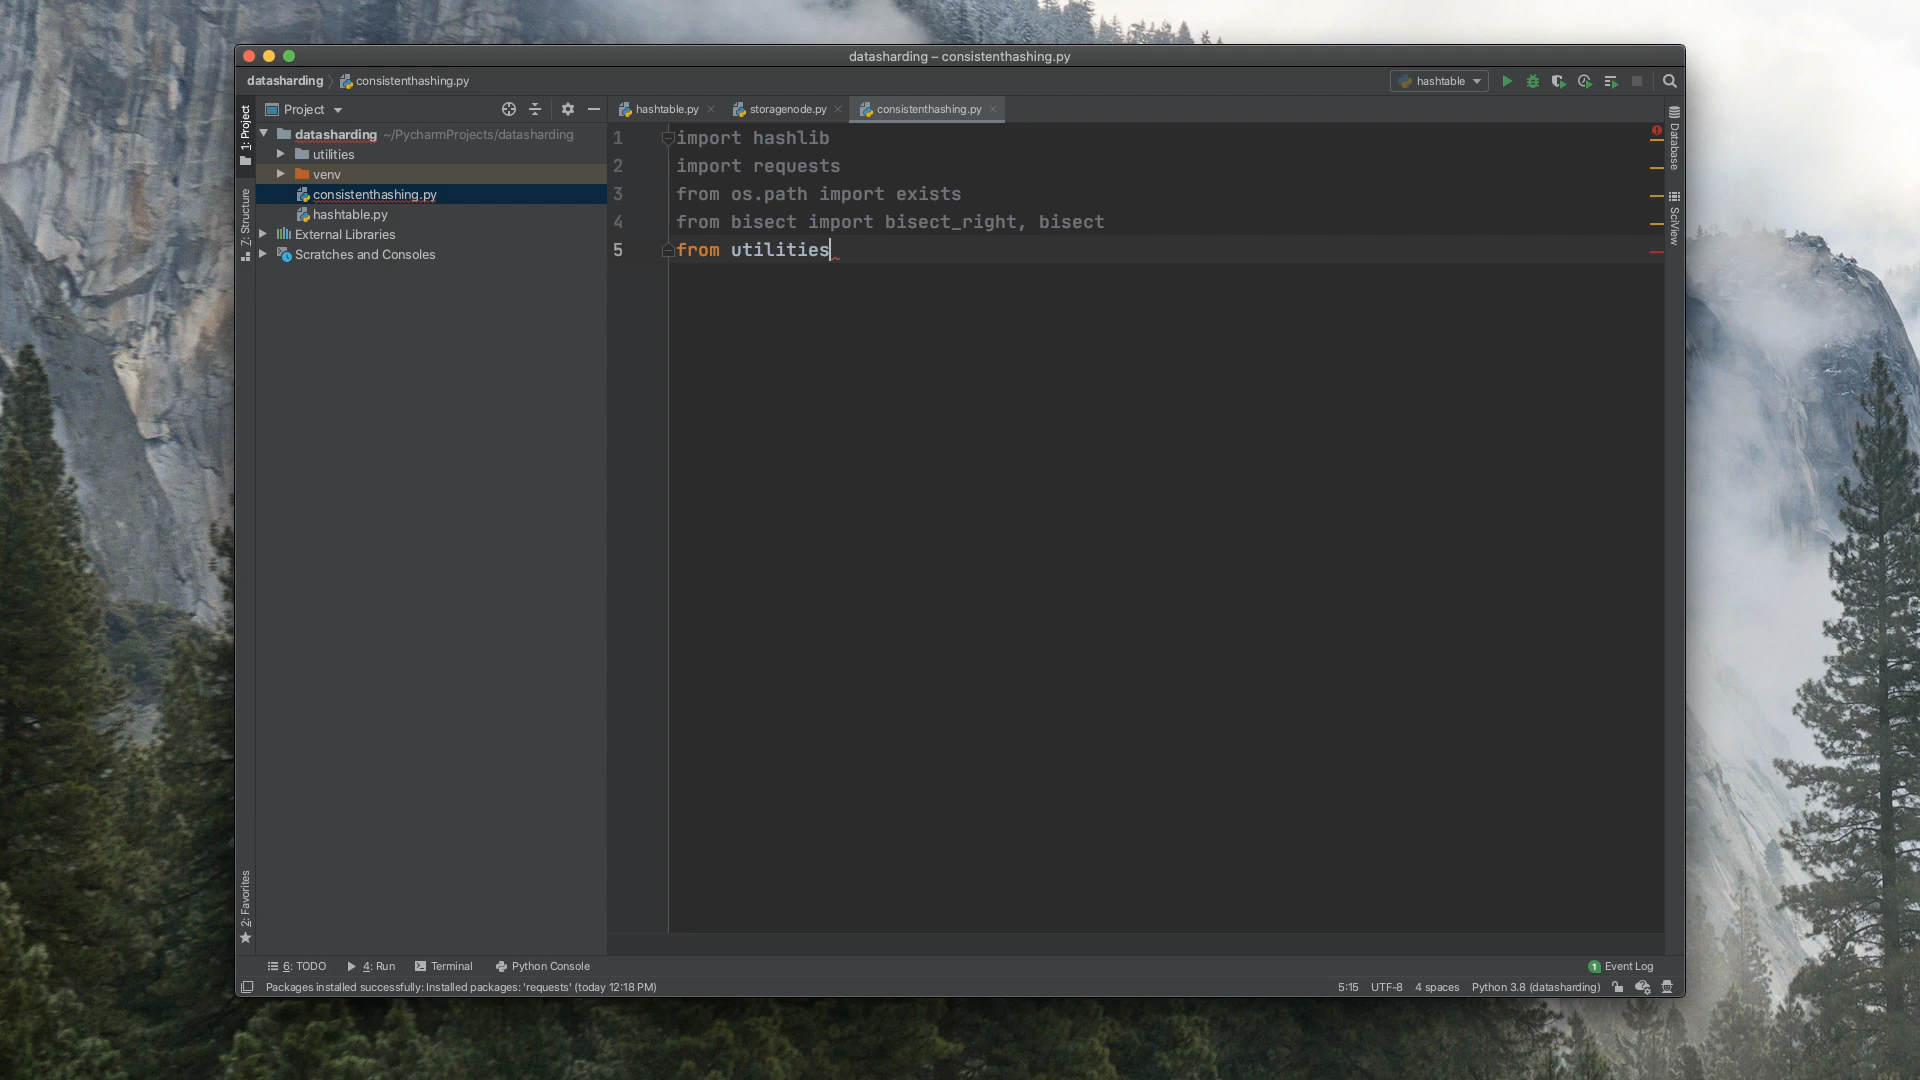 datasharding – consistenthashing.py
datasharding
consistenthashing.py
hashtable
1: Project
Z: Structure
2: Favorites
Project
datasharding ~/PycharmProjects/datasharding
utilities
venv
consistenthashing.py
hashtable.py
External Libraries
Scratches and Consoles
hashtable.py
storagenode.py
consistenthashing.py
1 import hashlib
2 import requests
3 from os.path import exists
4 from bisect import bisect_right, bisect
5 from utilities
Database
SciView
6: TODO
4: Run
Terminal
Python Console
1 Event Log
Packages installed successfully: Installed packages: 'requests' (today 12:18 PM)
5:15
UTF-8
4 spaces
Python 3.8 (datasharding)